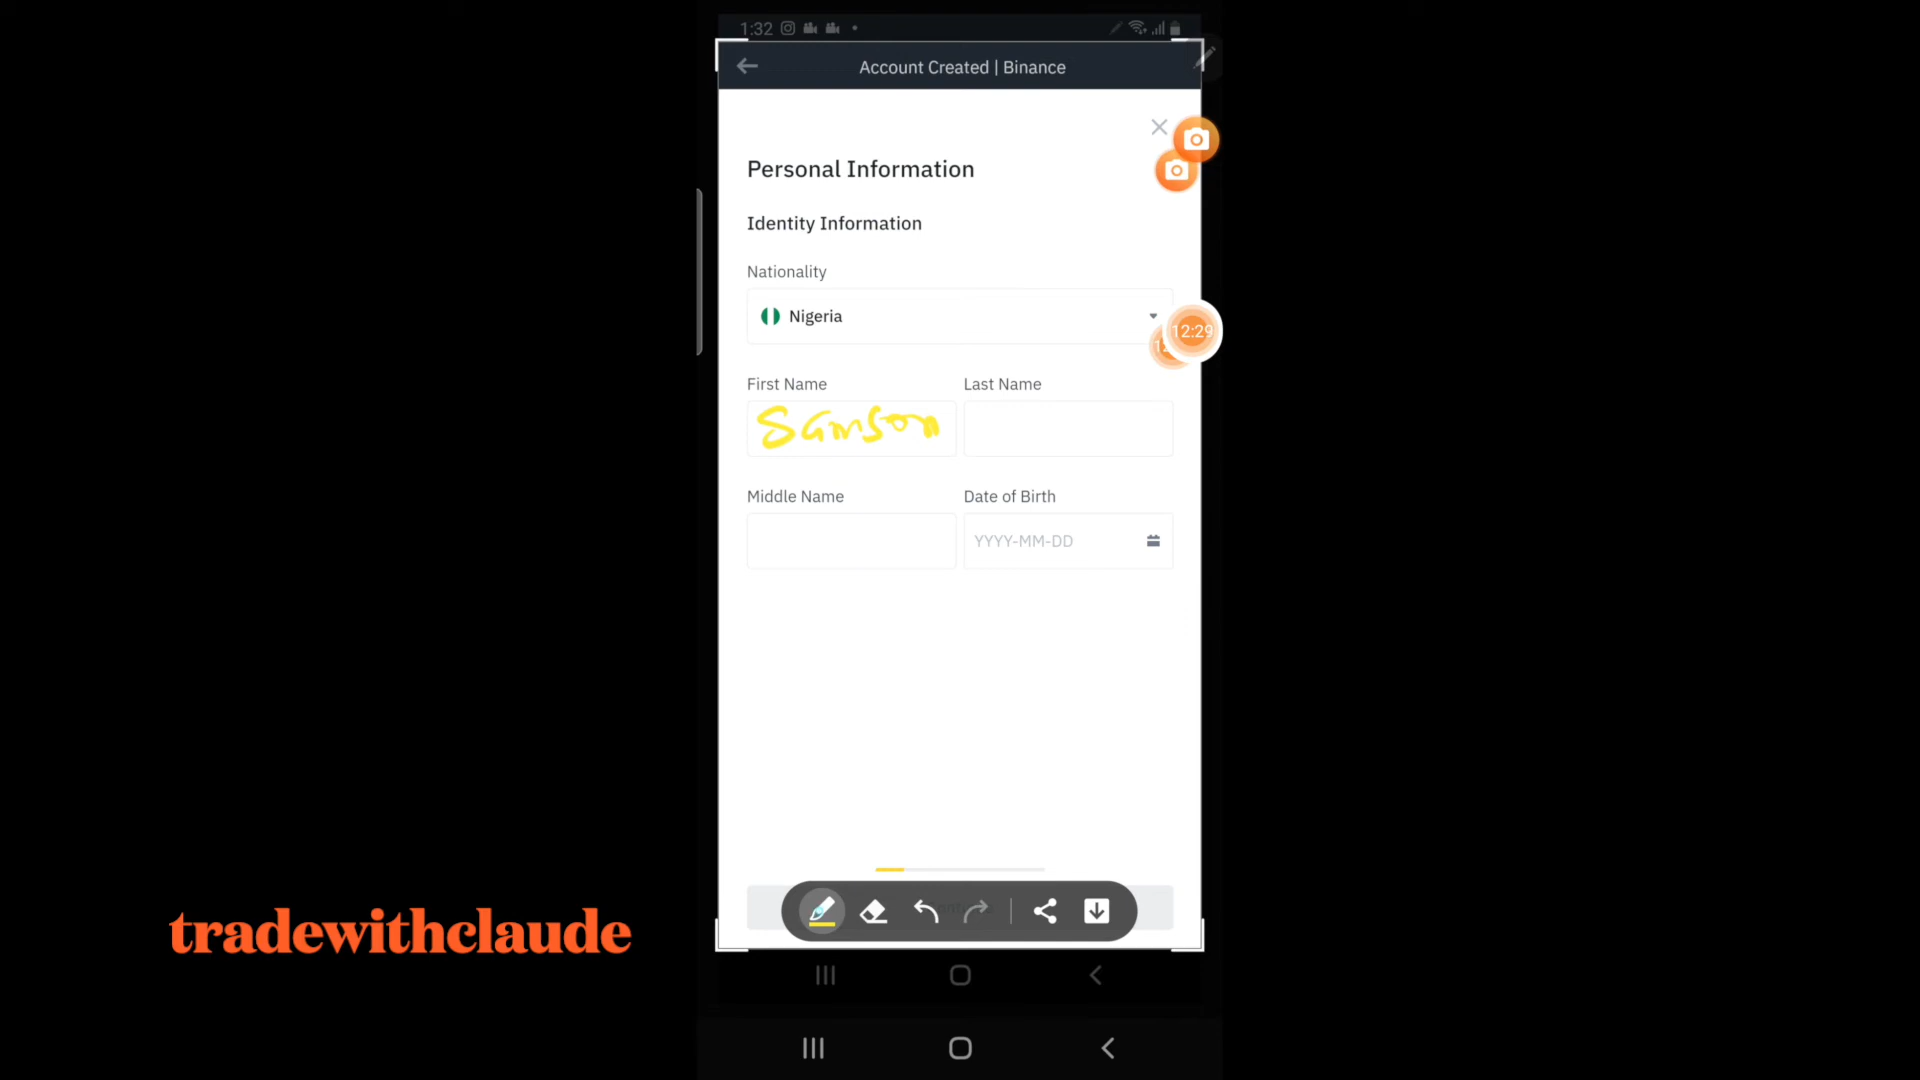 1:32
Account Created | Binance
Personal Information
Identity Information
Nationality
Nigeria
12:29
First Name Last Name
Samson
Middle Name Date of Birth
YYYY-MM-DD
tradewithclaude